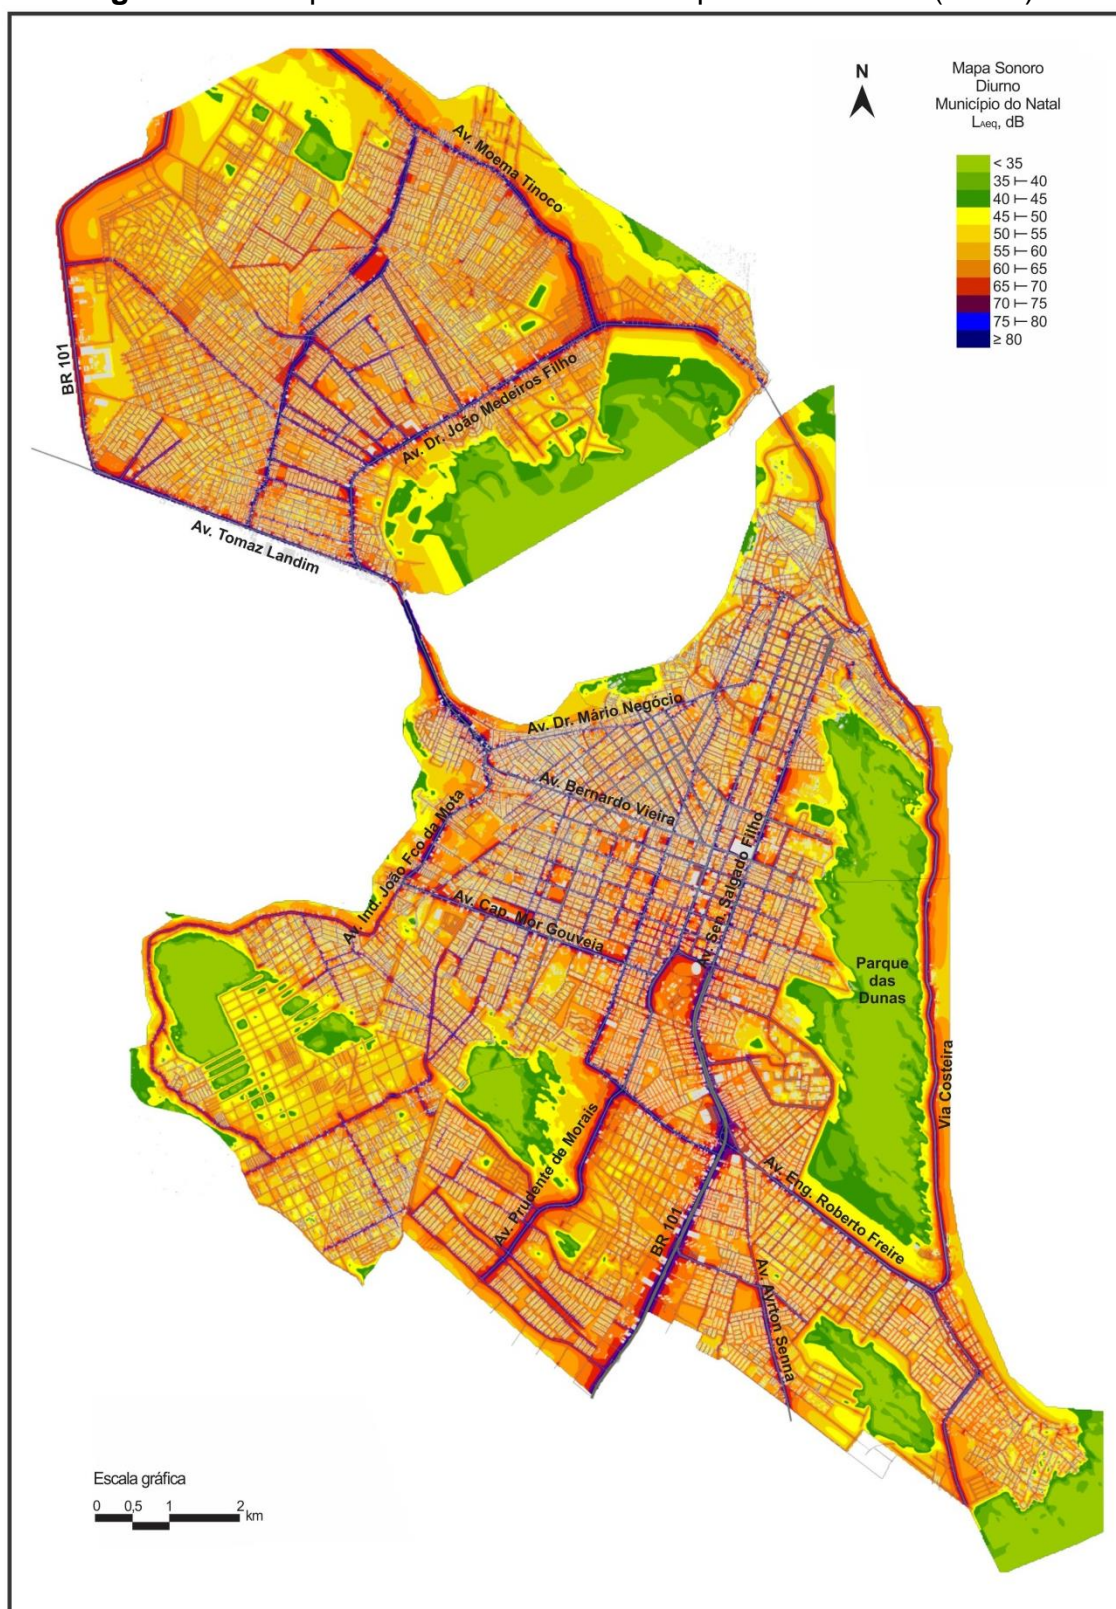 N
Mapa Sonoro
Diurno
Município do Natal
LAeq, dB
< 35
35 ⊢ 40
40 ⊢ 45
45 ⊢ 50
50 ⊢ 55
55 ⊢ 60
60 ⊢ 65
65 ⊢ 70
70 ⊢ 75
75 ⊢ 80
≥ 80
Av. Moema Tinoco
BR 101
Av. Dr. João Medeiros Filho
Av. Tomaz Landim
Av. Dr. Mário Negócio
Av. Bernardo Vieira
Av. Ind. João Fco da Mota
Av. Sen. Salgado Filho
Av. Cap. Mor Gouveia
Parque
das
Dunas
Via Costeira
Av. Prudente de Morais
Av. Eng. Roberto Freire
BR 101
Av. Ayrton Senna
Escala gráfica
0 0,5 1 2
km